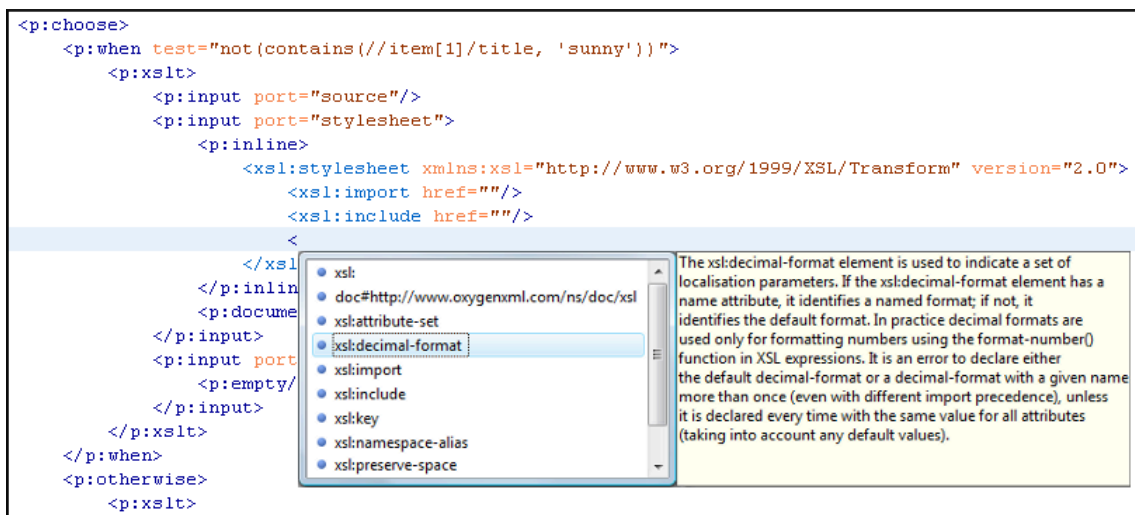 <p:choose>
<p:when test="not(contains(//item[1]/title, 'sunny'))">
<p:xslt>
<p:input port="source"/>
<p:input port="stylesheet">
<p:inline>
<xsl:stylesheet xmlns:xsl="http://www.w3.org/1999/XSL/Transform" version="2.0">
<xsl:import href=""/>
<xsl:include href=""/>
<
</xsl
</p:inlin
<p:docume
</p:input>
<p:input port
<p:empty/
</p:input>
</p:xslt>
</p:when>
<p:otherwise>
<p:xslt>
xsl:
doc#http://www.oxygenxml.com/ns/doc/xsl
xsl:attribute-set
xsl:decimal-format
xsl:import
xsl:include
xsl:key
xsl:namespace-alias
xsl:preserve-space
The xsl:decimal-format element is used to indicate a set of
localisation parameters. If the xsl:decimal-format element has a
name attribute, it identifies a named format; if not, it
identifies the default format. In practice decimal formats are
used only for formatting numbers using the format-number()
function in XSL expressions. It is an error to declare either
the default decimal-format or a decimal-format with a given name
more than once (even with different import precedence), unless
it is declared every time with the same value for all attributes
(taking into account any default values).